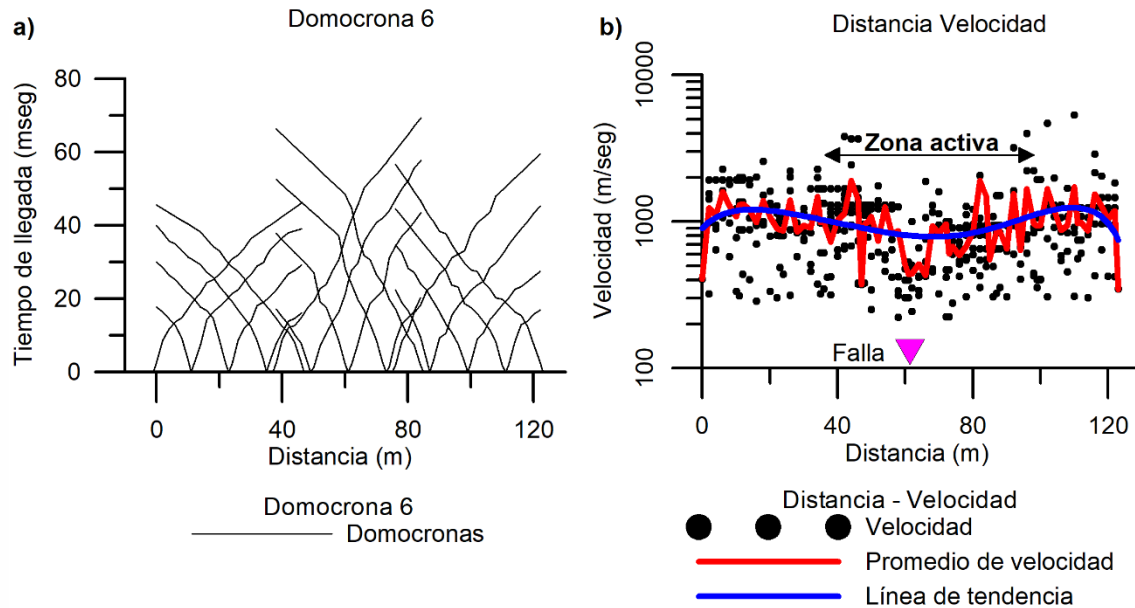 a)
Domocrona 6
Tiempo de llegada (mseg)
80
60
40
20
0
0
40
80
120
Distancia (m)
Domocrona 6
Domocronas
b)
Distancia Velocidad
Velocidad (m/seg)
10000
1000
100
Zona activa
Falla
0
40
80
120
Distancia (m)
Distancia - Velocidad
Velocidad
Promedio de velocidad
Línea de tendencia